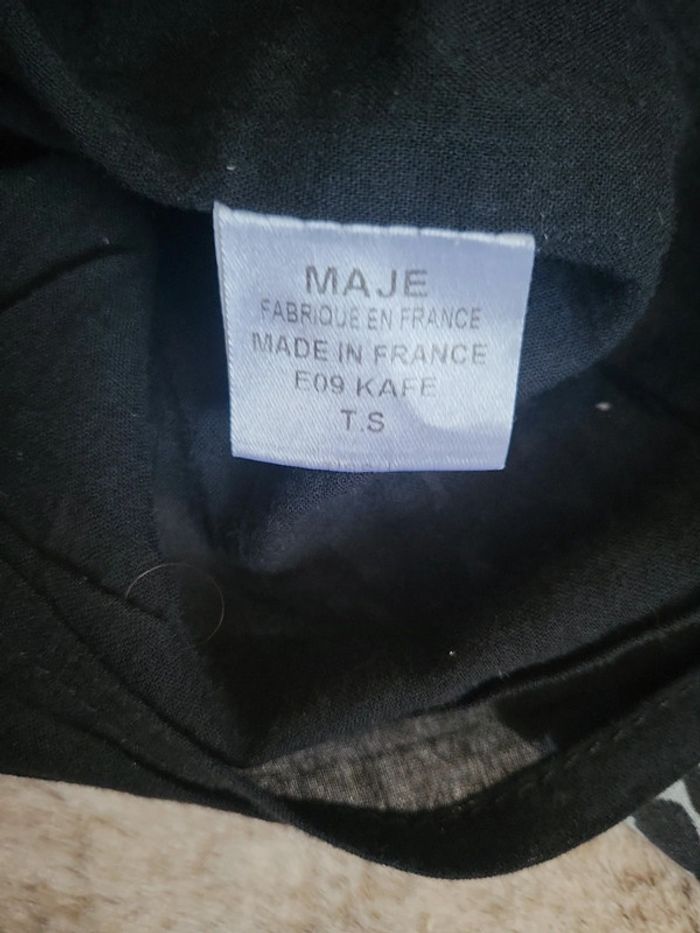 MAJE
FABRIQUE EN FRANCE
MADE IN FRANCE
E09 KAFE
T.S